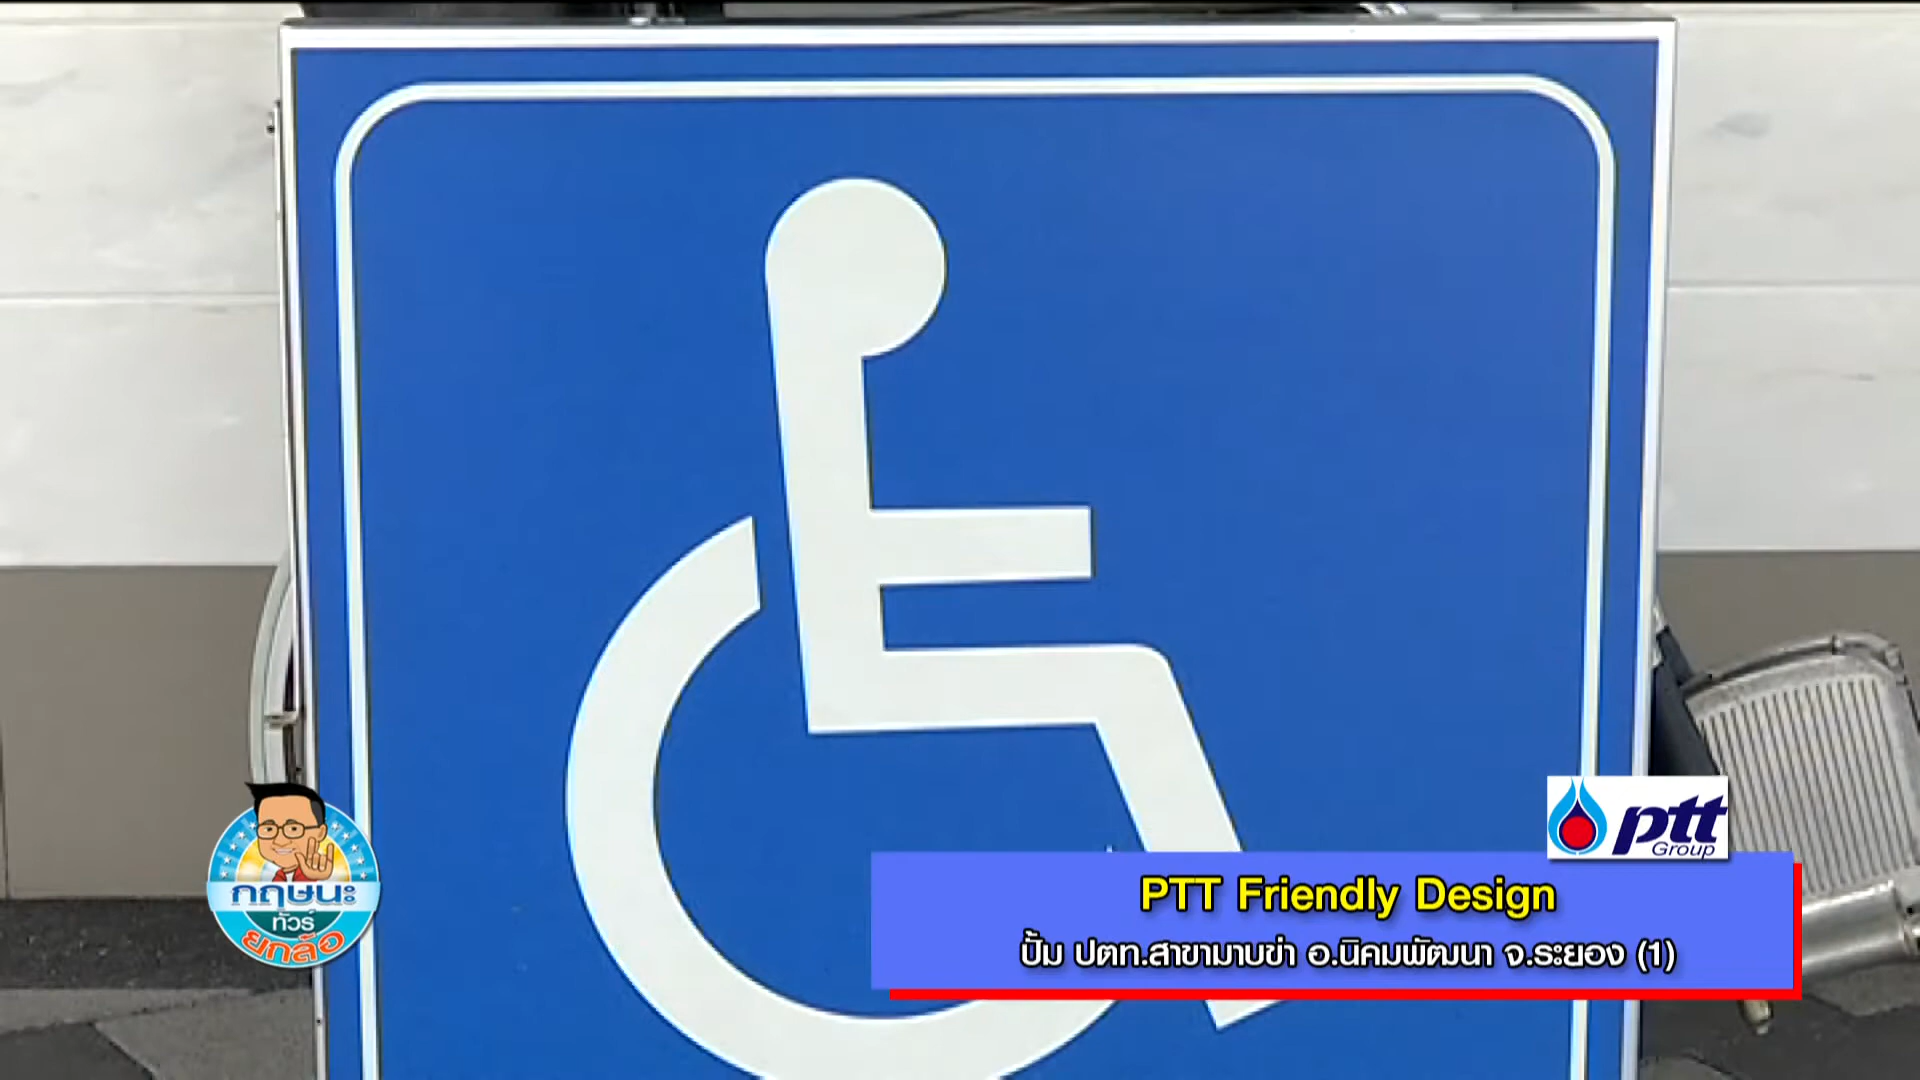 กฤษนะ
ทัวร์
ยกล้อ
ptt
Group
PTT Friendly Design
ปั้ม ปตท.สาขามาบข่า อ.นิคมพัฒนา จ.ระยอง (1)